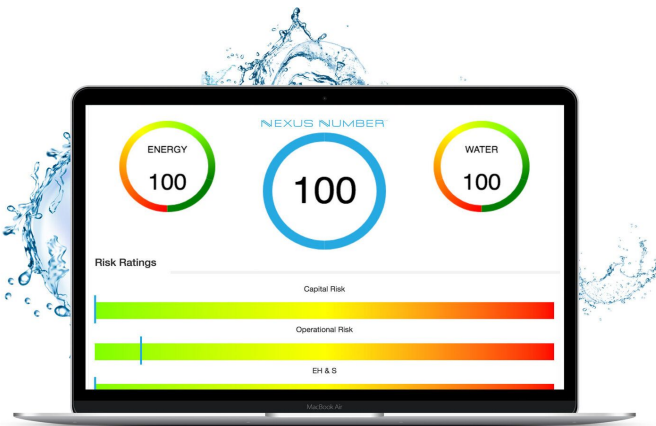 NEXUS NUMBER
ENERGY
100
100
WATER
100
Risk Ratings
Capital Risk
Operational Risk
EH & S
MacBook Air